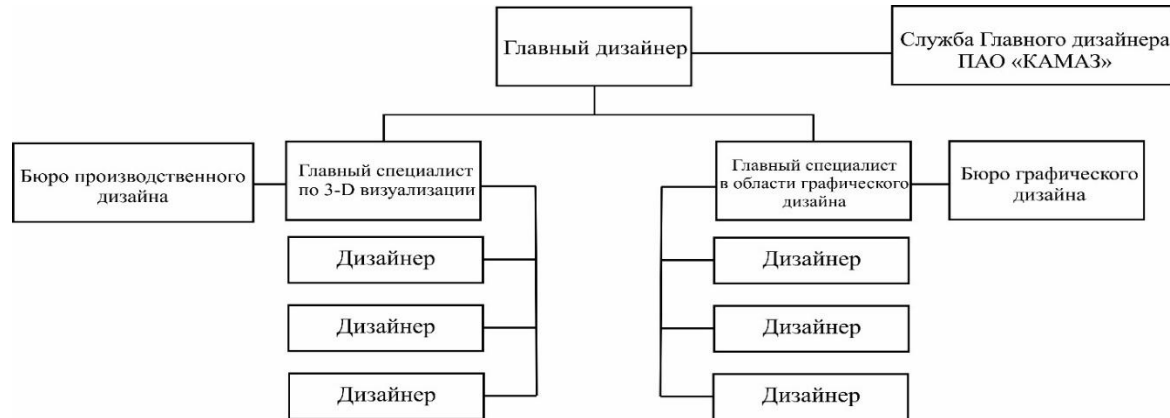 Главный дизайнер
Служба Главного дизайнера
ПАО «КАМАЗ»
Бюро производственного
дизайна
Главный специалист
по 3-D визуализации
Главный специалист
в области графического
дизайна
Бюро графического
дизайна
Дизайнер
Дизайнер
Дизайнер
Дизайнер
Дизайнер
Дизайнер